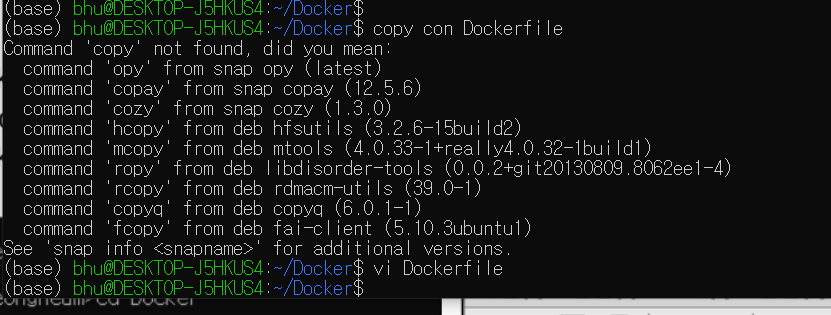 (base) bhu@DESKTOP-J5HKUS4:~/Docker$
(base) bhu@DESKTOP-J5HKUS4:~/Docker$ copy con Dockerfile
Command 'copy' not found, did you mean:
  command 'opy' from snap opy (latest)
  command 'copay' from snap copay (12.5.6)
  command 'cozy' from snap cozy (1.3.0)
  command 'hcopy' from deb hfsutils (3.2.6-15build2)
  command 'mcopy' from deb mtools (4.0.33-1+really4.0.32-1build1)
  command 'ropy' from deb libdisorder-tools (0.0.2+git20130809.8062ee1-4)
  command 'rcopy' from deb rdmacm-utils (39.0-1)
  command 'copyq' from deb copyq (6.0.1-1)
  command 'fcopy' from deb fai-client (5.10.3ubuntu1)
See 'snap info <snapname>' for additional versions.
(base) bhu@DESKTOP-J5HKUS4:~/Docker$ vi Dockerfile
(base) bhu@DESKTOP-J5HKUS4:~/Docker$
cd Docker